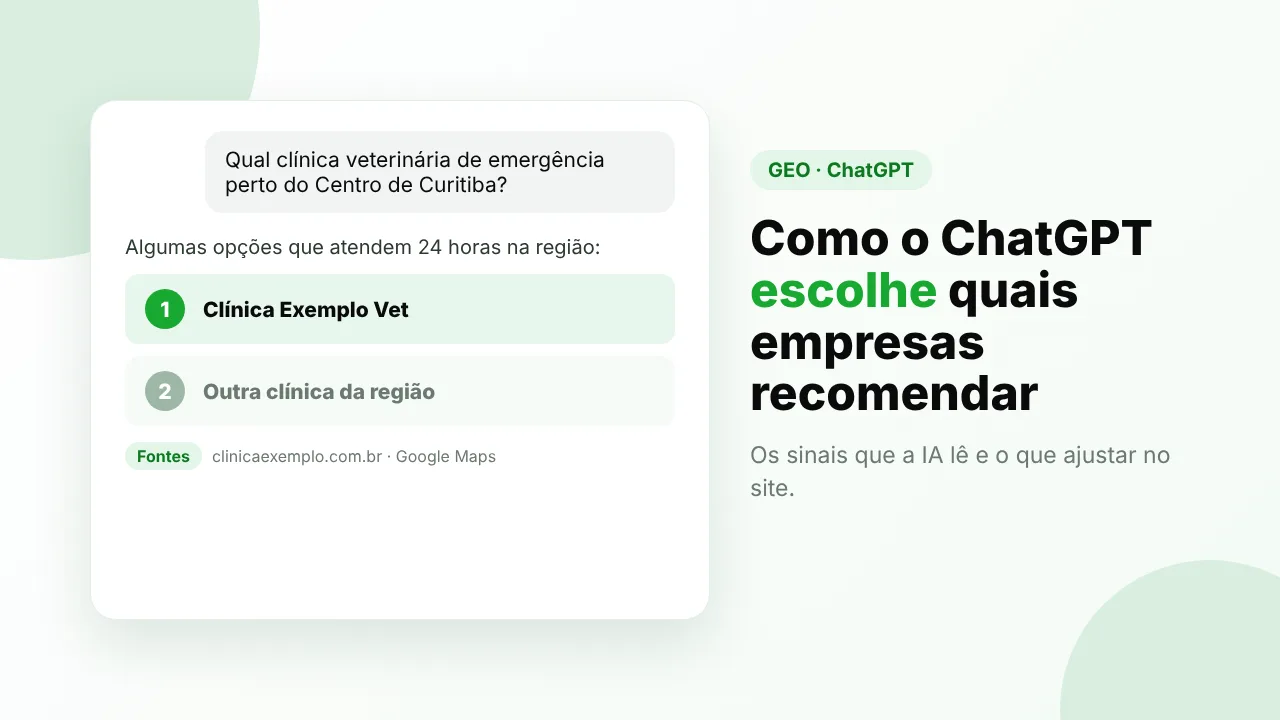 Qual clínica veterinária de emergência
perto do Centro de Curitiba?
Algumas opções que atendem 24 horas na região:
1 Clínica Exemplo Vet
2 Outra clínica da região
Fontes clinicaexemplo.com.br · Google Maps
GEO · ChatGPT
Como o ChatGPT
escolhe quais
empresas
recomendar
Os sinais que a IA lê e o que ajustar no
site.